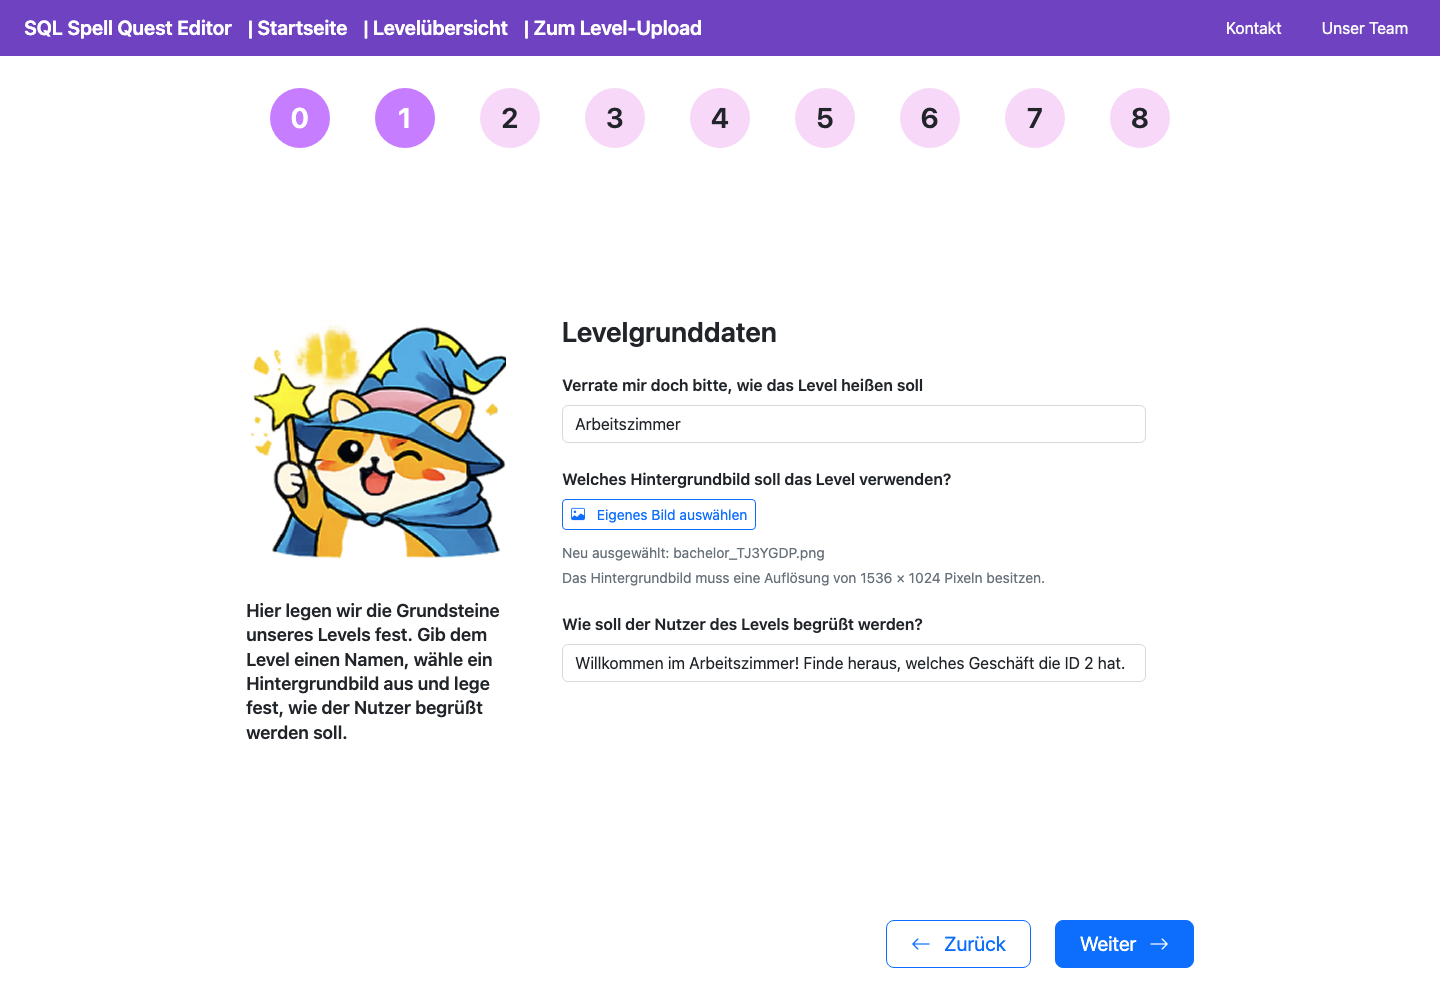 SQL Spell Quest Editor | Startseite | Levelübersicht | Zum Level-Upload Kontakt Unser Team
0 1 2 3 4 5 6 7 8
Levelgrunddaten
Verrate mir doch bitte, wie das Level heißen soll
Arbeitszimmer
Welches Hintergrundbild soll das Level verwenden?
Eigenes Bild auswählen
Neu ausgewählt: bachelor_TJ3YGDP.png
Das Hintergrundbild muss eine Auflösung von 1536 × 1024 Pixeln besitzen.
Wie soll der Nutzer des Levels begrüßt werden?
Willkommen im Arbeitszimmer! Finde heraus, welches Geschäft die ID 2 hat.
Hier legen wir die Grundsteine
unseres Levels fest. Gib dem
Level einen Namen, wähle ein
Hintergrundbild aus und lege
fest, wie der Nutzer begrüßt
werden soll.
← Zurück
Weiter →